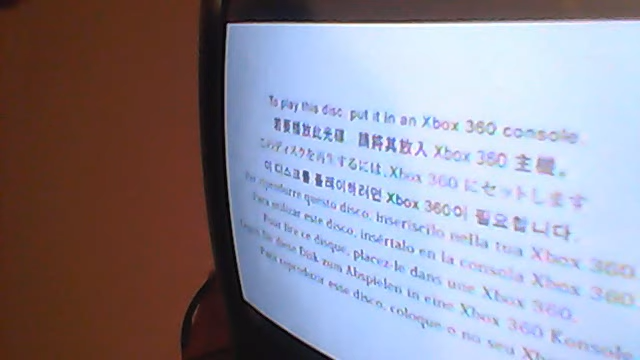 To play this disc, put it in an Xbox 360 console.
若要播放此光碟，請將其放入 Xbox 360 主機。
このディスクを再生するには、Xbox 360 にセットします
이 디스크를 플레이하려면 Xbox 360이 필요합니다.
Per riprodurre questo disco, inseriscilo nella tua Xbox 360
Para utilizar este disco, insértalo en la consola Xbox 360
Pour lire ce disque, placez-le dans une Xbox 360.
diese Disk zum Abspielen in eine Xbox 360 Konsole
Para reproduzir esse disco, coloque-o no seu Xbox